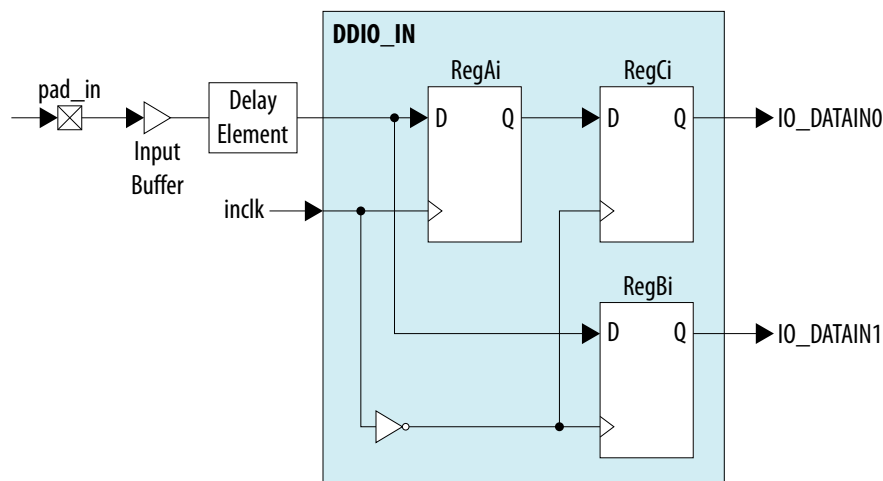 DDIO_IN
RegAi
RegCi
pad_in
Delay
Element
D Q
D Q
IO_DATAIN0
Input
Buffer
inclk
RegBi
D Q
IO_DATAIN1